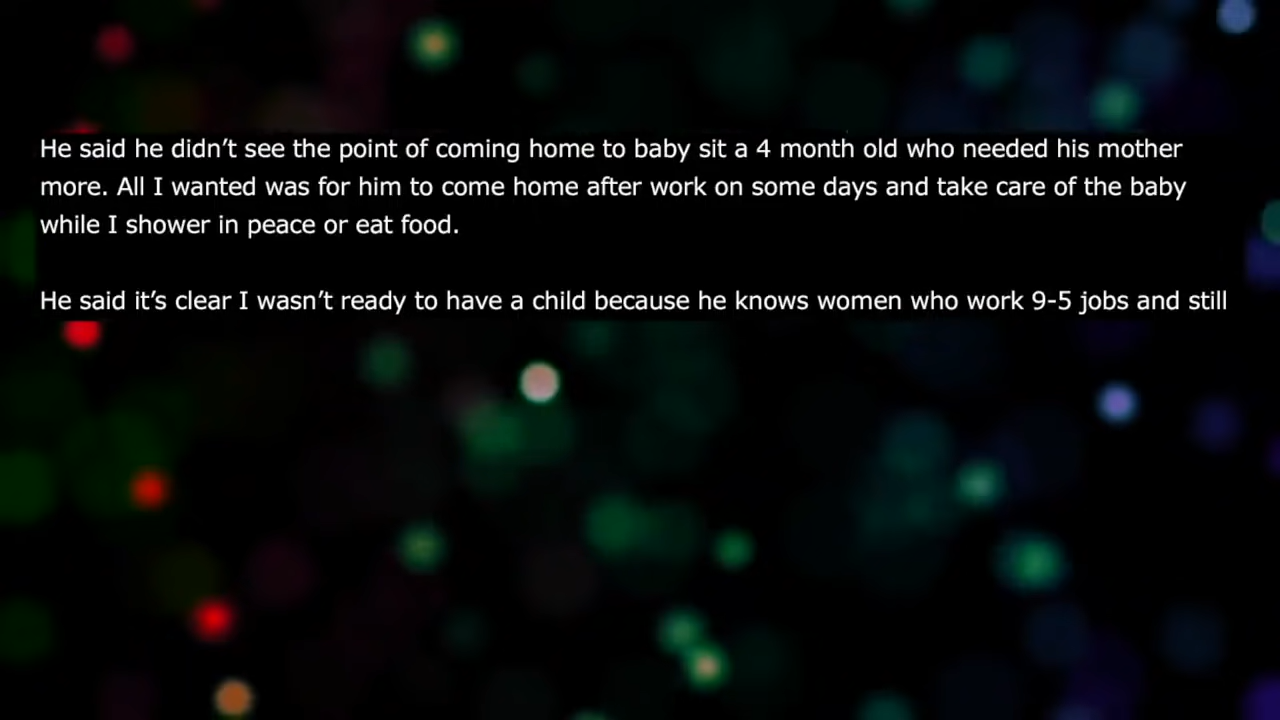 He said he didn’t see the point of coming home to baby sit a 4 month old who needed his mother
more. All I wanted was for him to come home after work on some days and take care of the baby
while I shower in peace or eat food.
He said it’s clear I wasn’t ready to have a child because he knows women who work 9-5 jobs and still